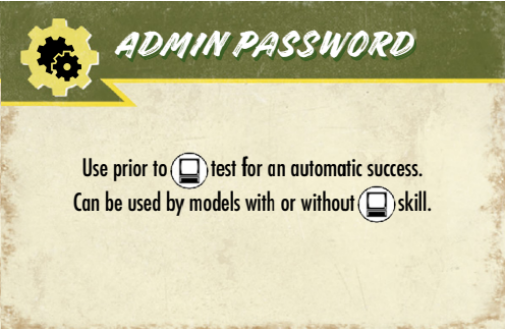 ADMIN PASSWORD
Use prior to test for an automatic success.
Can be used by models with or without skill.